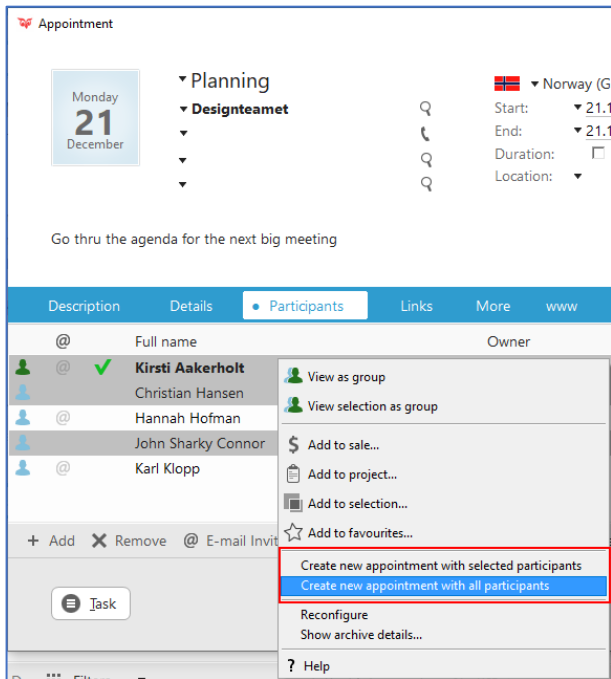 Appointment
Monday
21
December
Planning
Designteamet
Norway (G
Start: 21.1
End: 21.1
Duration:
Location:
Go thru the agenda for the next big meeting
Description Details • Participants Links More www
@ Full name Owner
@ Kirsti Aakerholt
Christian Hansen
@ Hannah Hofman
John Sharky Connor
@ Karl Klopp
View as group
View selection as group
$ Add to sale...
Add to project...
Add to selection...
Add to favourites...
Create new appointment with selected participants
Create new appointment with all participants
Reconfigure
Show archive details...
? Help
+ Add Remove @ E-mail Invit
Task